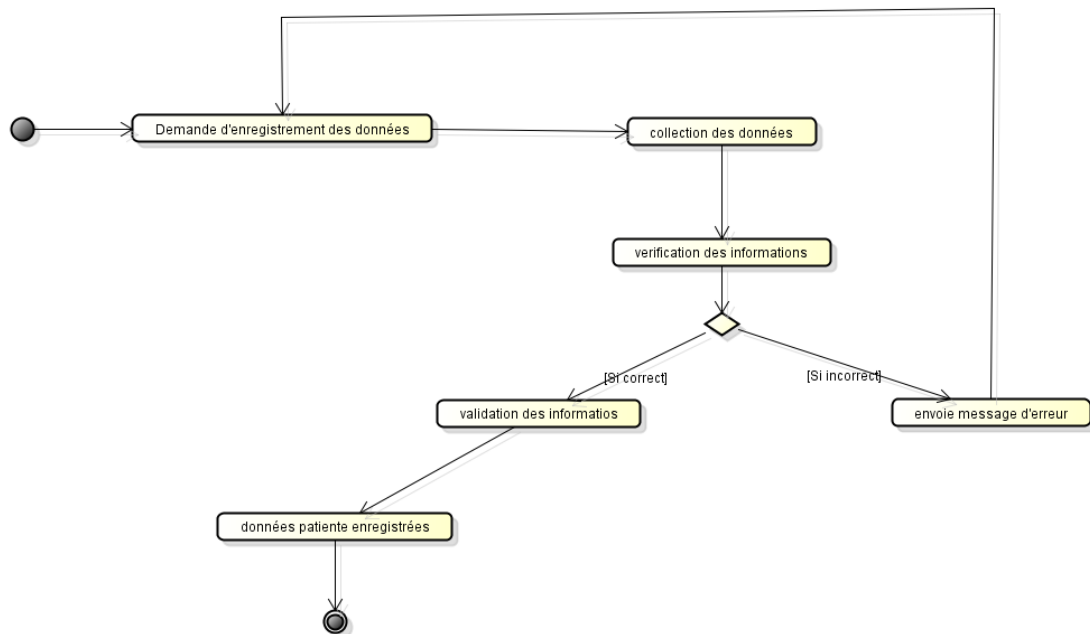 Demande d'enregistrement des données
collection des données
verification des informations
[Si correct]
[Si incorrect]
validation des informatios
envoie message d'erreur
données patiente enregistrées